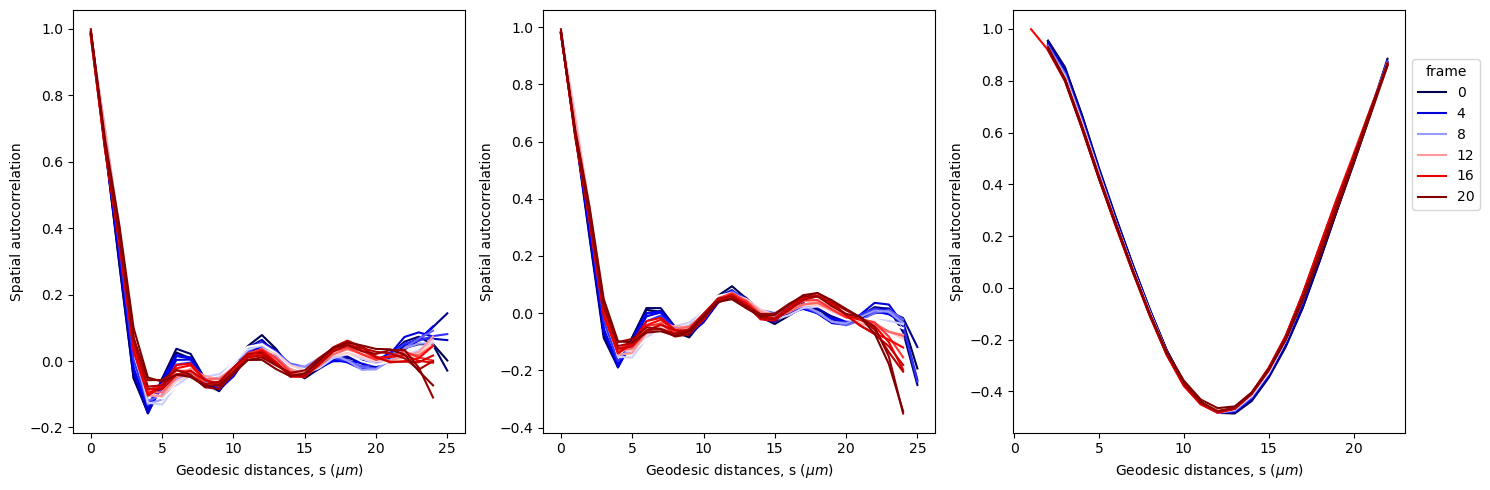 1.0
0.8
0.6
0.4
0.2
0.0
−0.2
Spatial autocorrelation
0 5 10 15 20 25
Geodesic distances, s (μm)
1.0
0.8
0.6
0.4
0.2
0.0
−0.2
−0.4
Spatial autocorrelation
0 5 10 15 20 25
Geodesic distances, s (μm)
1.0
0.8
0.6
0.4
0.2
0.0
−0.2
−0.4
Spatial autocorrelation
0 5 10 15 20
Geodesic distances, s (μm)
frame
0
4
8
12
16
20